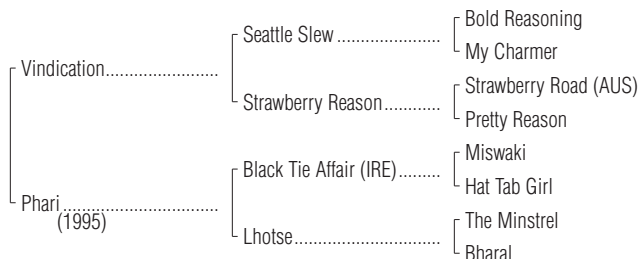 Bold Reasoning
Seattle Slew
My Charmer
Vindication
Strawberry Road (AUS)
Strawberry Reason
Pretty Reason
Miswaki
Black Tie Affair (IRE)
Hat Tab Girl
Phari
(1995)
The Minstrel
Lhotse
Bharal